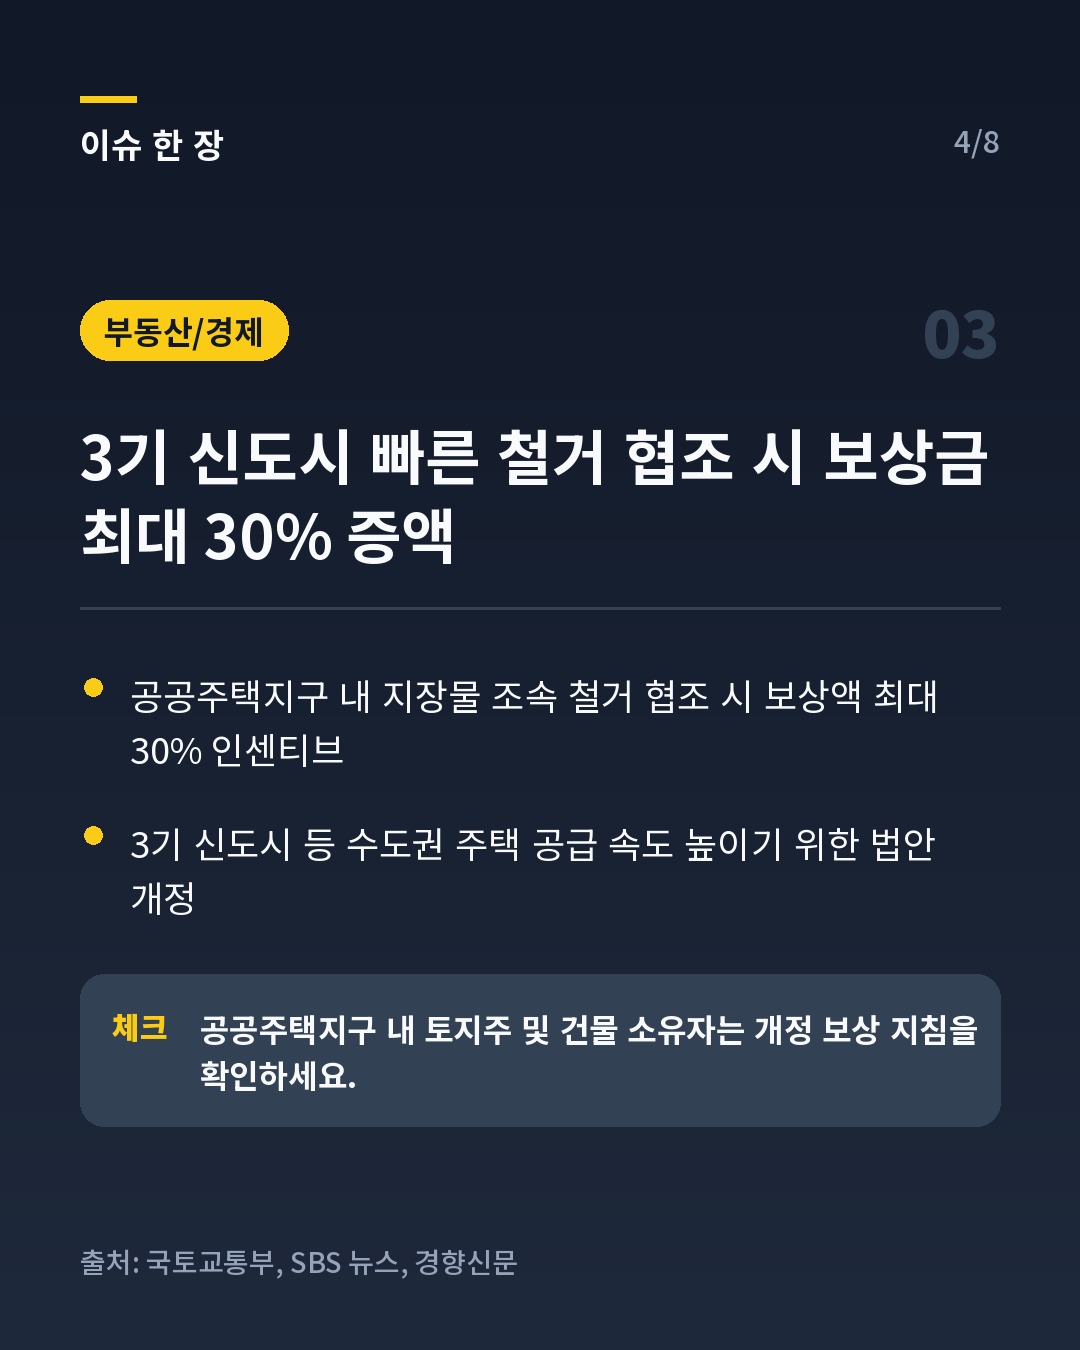 이슈 한 장
4/8
부동산/경제
03
3기 신도시 빠른 철거 협조 시 보상금
최대 30% 증액
공공주택지구 내 지장물 조속 철거 협조 시 보상액 최대
30% 인센티브
3기 신도시 등 수도권 주택 공급 속도 높이기 위한 법안
개정
체크
공공주택지구 내 토지주 및 건물 소유자는 개정 보상 지침을
확인하세요.
출처: 국토교통부, SBS 뉴스, 경향신문